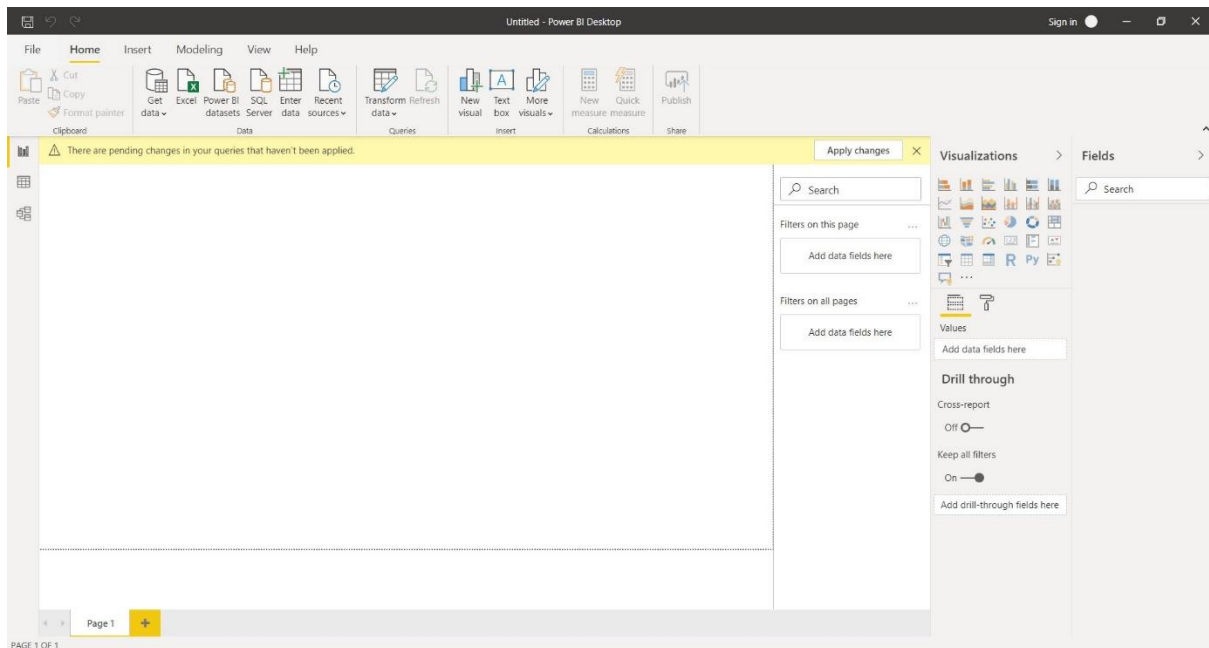 Untitled - Power BI Desktop
Sign in
File Home Insert Modeling View Help
Paste
Cut
Copy
Format painter
Get data
Excel
Power BI datasets
SQL Server
Enter data
Recent sources
Transform data
Refresh
New visual
Text box
More visuals
New measure
Quick measure
Publish
Clipboard
Data
Queries
Insert
Calculations
Share
There are pending changes in your queries that haven't been applied.
Apply changes
Search
Filters on this page
Add data fields here
Filters on all pages
Add data fields here
Visualizations
R Py
Values
Add data fields here
Drill through
Cross-report
Off
Keep all filters
On
Add drill-through fields here
Fields
Search
Page 1
PAGE 1 OF 1